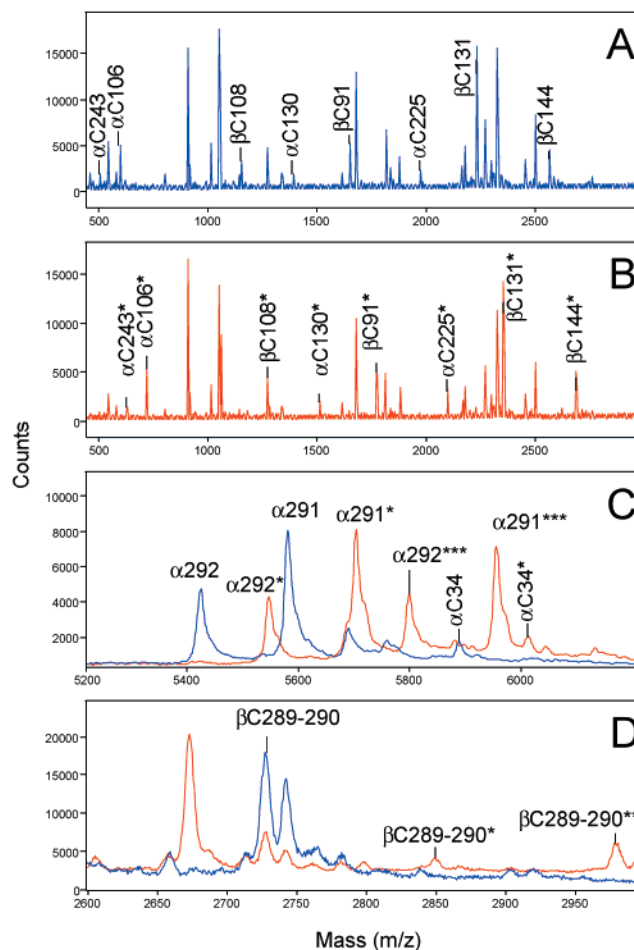 A
15000
10000
5000
0
αC243
αC106
βC108
αC130
βC91
αC225
βC131
βC144
500 1000 1500 2000 2500
B
15000
10000
5000
0
αC243*
αC106*
βC108*
αC130*
βC91*
αC225*
βC131*
βC144*
500 1000 1500 2000 2500
Counts
C
10000
8000
6000
4000
2000
α292
α292*
α291
α291*
α292***
αC34
α291***
αC34*
5200 5400 5600 5800 6000
D
20000
15000
10000
5000
0
βC289-290
βC289-290*
βC289-290**
2600 2650 2700 2750 2800 2850 2900 2950
Mass (m/z)